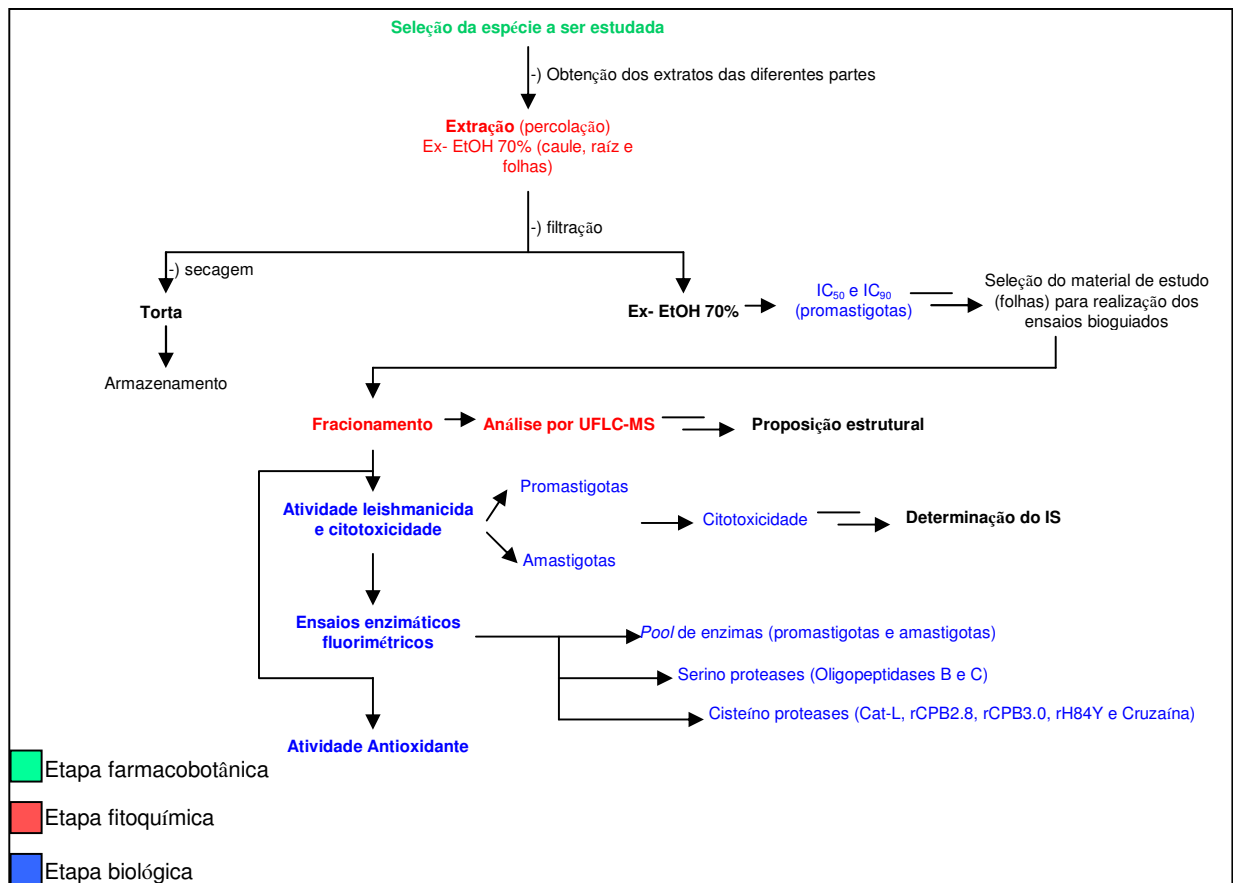 Seleção da espécie a ser estudada
-) Obtenção dos extratos das diferentes partes
Extração (percolação)
Ex- EtOH 70% (caule, raíz e
folhas)
-) filtração
-) secagem
Torta
Armazenamento
Ex- EtOH 70%
IC50 e IC90
(promastigotas)
Seleção do material de estudo
(folhas) para realização dos
ensaios bioguiados
Fracionamento
Análise por UFLC-MS
Proposição estrutural
Atividade leishmanicida
e citotoxicidade
Promastigotas
Amastigotas
Citotoxicidade
Determinação do IS
Ensaios enzimáticos
fluorimétricos
Pool de enzimas (promastigotas e amastigotas)
Serino proteases (Oligopeptidases B e C)
Cisteíno proteases (Cat-L, rCPB2.8, rCPB3.0, rH84Y e Cruzaína)
Atividade Antioxidante
Etapa farmacobotânica
Etapa fitoquímica
Etapa biológica